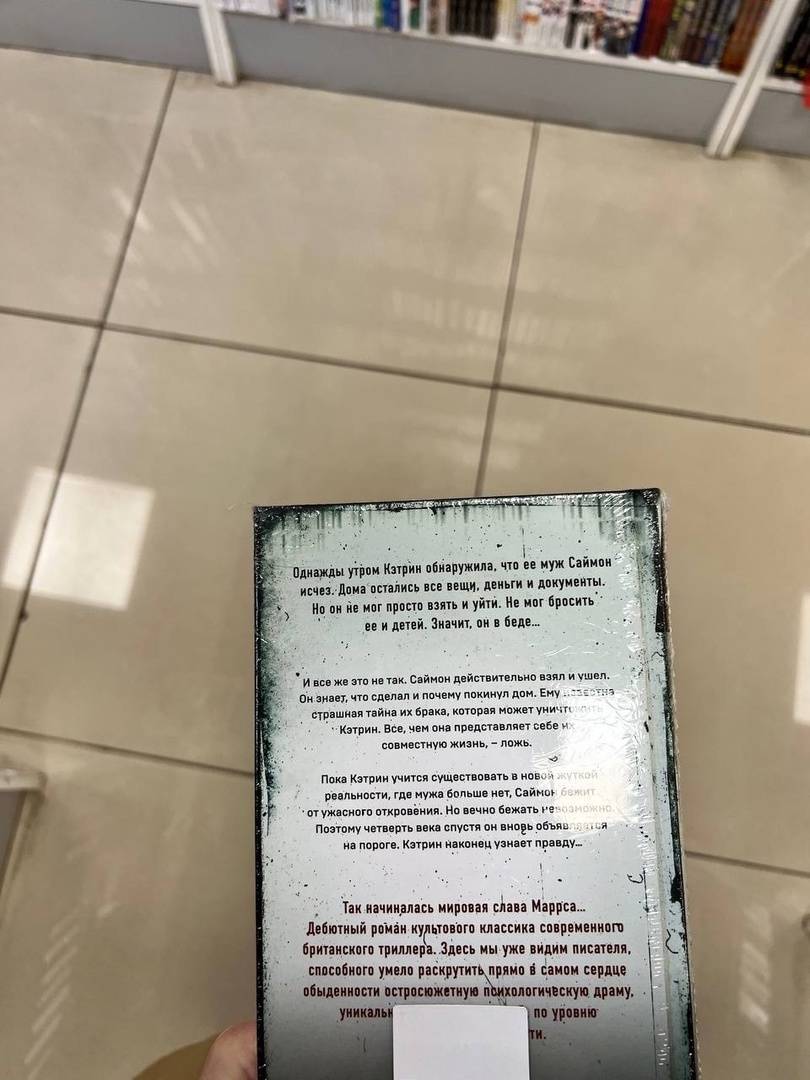 Однажды утром Кэтрин обнаружила, что ее муж Саймон
исчез. Дома остались все вещи, деньги и документы.
Но он не мог просто взять и уйти. Не мог бросить
ее и детей. Значит, он в беде...
И все же это не так. Саймон действительно взял и ушел.
Он знает, что сделал и почему покинул дом. Ему известна
страшная тайна их брака, которая может уничтожить
Кэтрин. Все, чем она представляет себе их
совместную жизнь, – ложь.
Пока Кэтрин учится существовать в новой жуткой
реальности, где мужа больше нет, Саймон бежит
от ужасного откровения. Но вечно бежать невозможно.
Поэтому четверть века спустя он вновь объявляется
на пороге. Кэтрин наконец узнает правду...
Так начиналась мировая слава Маррса...
Дебютный роман культового классика современного
британского триллера. Здесь мы уже видим писателя,
способного умело раскрутить прямо в самом сердце
обыденности остросюжетную психологическую драму,
по уровню